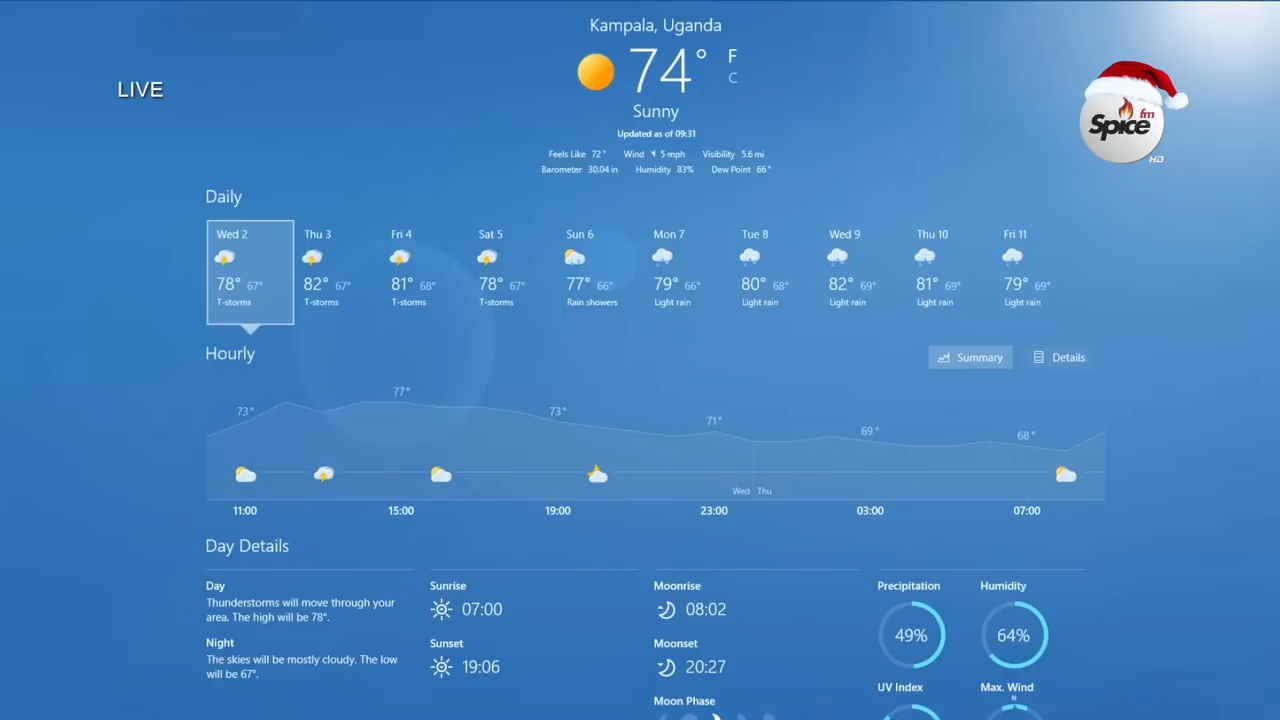 Kampala, Uganda
74° F
C
LIVE
Sunny
Spice fm
HD
Updated as of 09:31
Feels Like 72° Wind 5 mph Visibility 5.6 mi
Barometer 30.04 in Humidity 83% Dew Point 66°
Daily
Wed 2 Thu 3 Fri 4 Sat 5 Sun 6 Mon 7 Tue 8 Wed 9 Thu 10 Fri 11
78° 67° 82° 67° 81° 68° 78° 67° 77° 66° 79° 66° 80° 68° 82° 69° 81° 69° 79° 69°
T-storms T-storms T-storms T-storms Rain showers Light rain Light rain Light rain Light rain Light rain
Hourly
Summary Details
73° 77° 73° 71° 69° 68°
Wed Thu
11:00 15:00 19:00 23:00 03:00 07:00
Day Details
Day Sunrise Moonrise Precipitation Humidity
Thunderstorms will move through your
area. The high will be 78°.
07:00 08:02
49% 64%
Night Sunset Moonset
The skies will be mostly cloudy. The low
will be 67°.
19:06 20:27
UV Index Max. Wind
N
Moon Phase